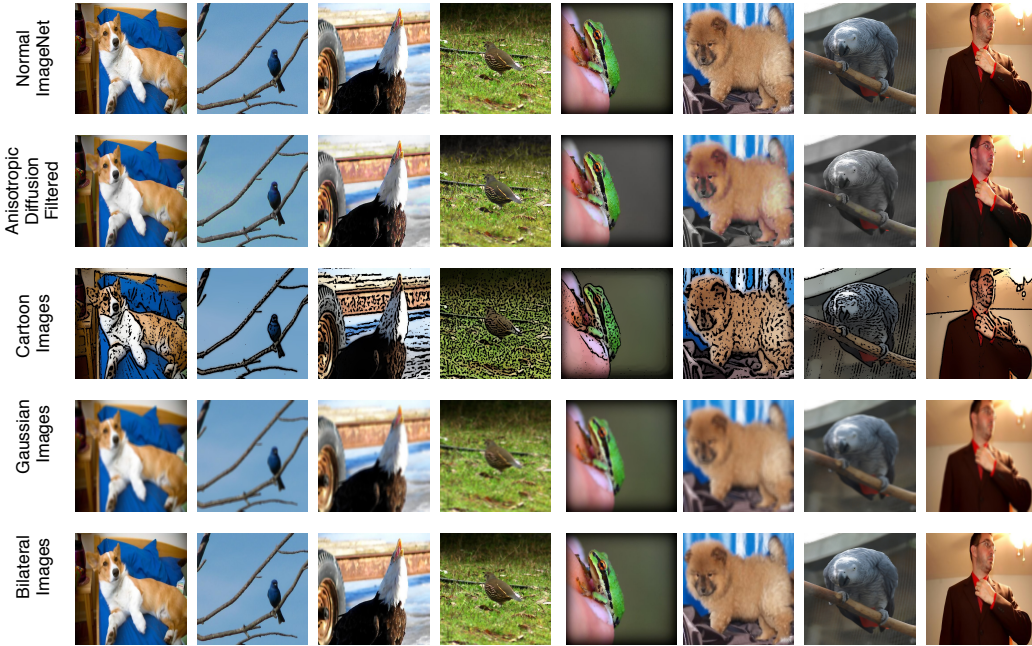 Normal
ImageNet
Anisotropic
Diffusion
Filtered
Cartoon
Images
Gaussian
Images
Bilateral
Images